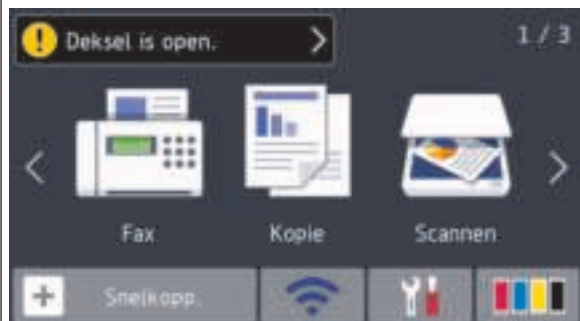 Deksel is open.
1 / 3
Fax
Kopie
Scannen
Snelkopp.